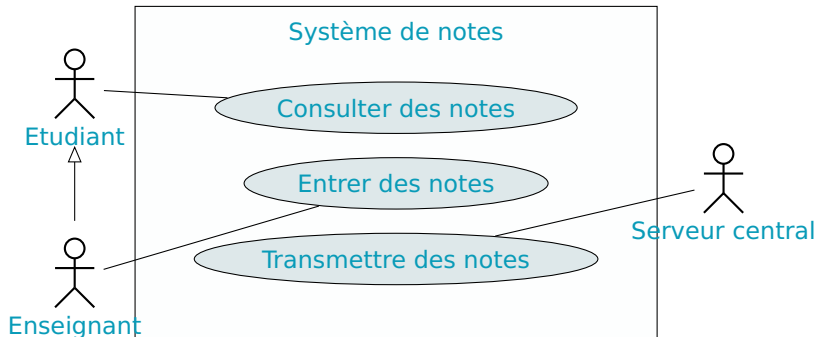 Système de notes
Consulter des notes
Etudiant
Entrer des notes
Serveur central
Transmettre des notes
Enseignant